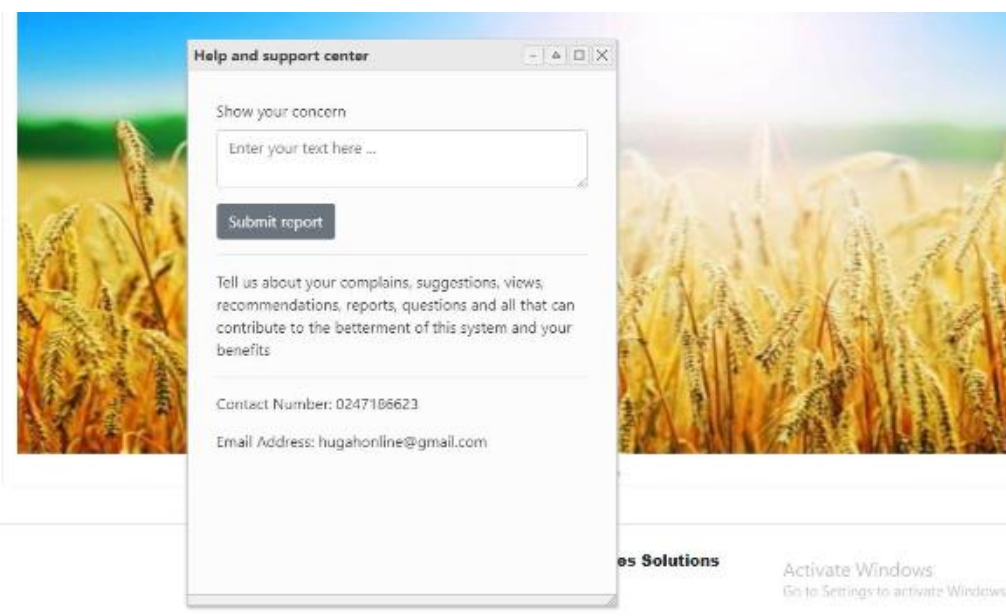 Help and support center
Show your concern
Enter your text here ...
Submit report
Tell us about your complains, suggestions, views,
recommendations, reports, questions and all that can
contribute to the betterment of this system and your
benefits
Contact Number: 0247186623
Email Address: hugahonline@gmail.com
es Solutions
Activate Windows
Go to Settings to activate Windows